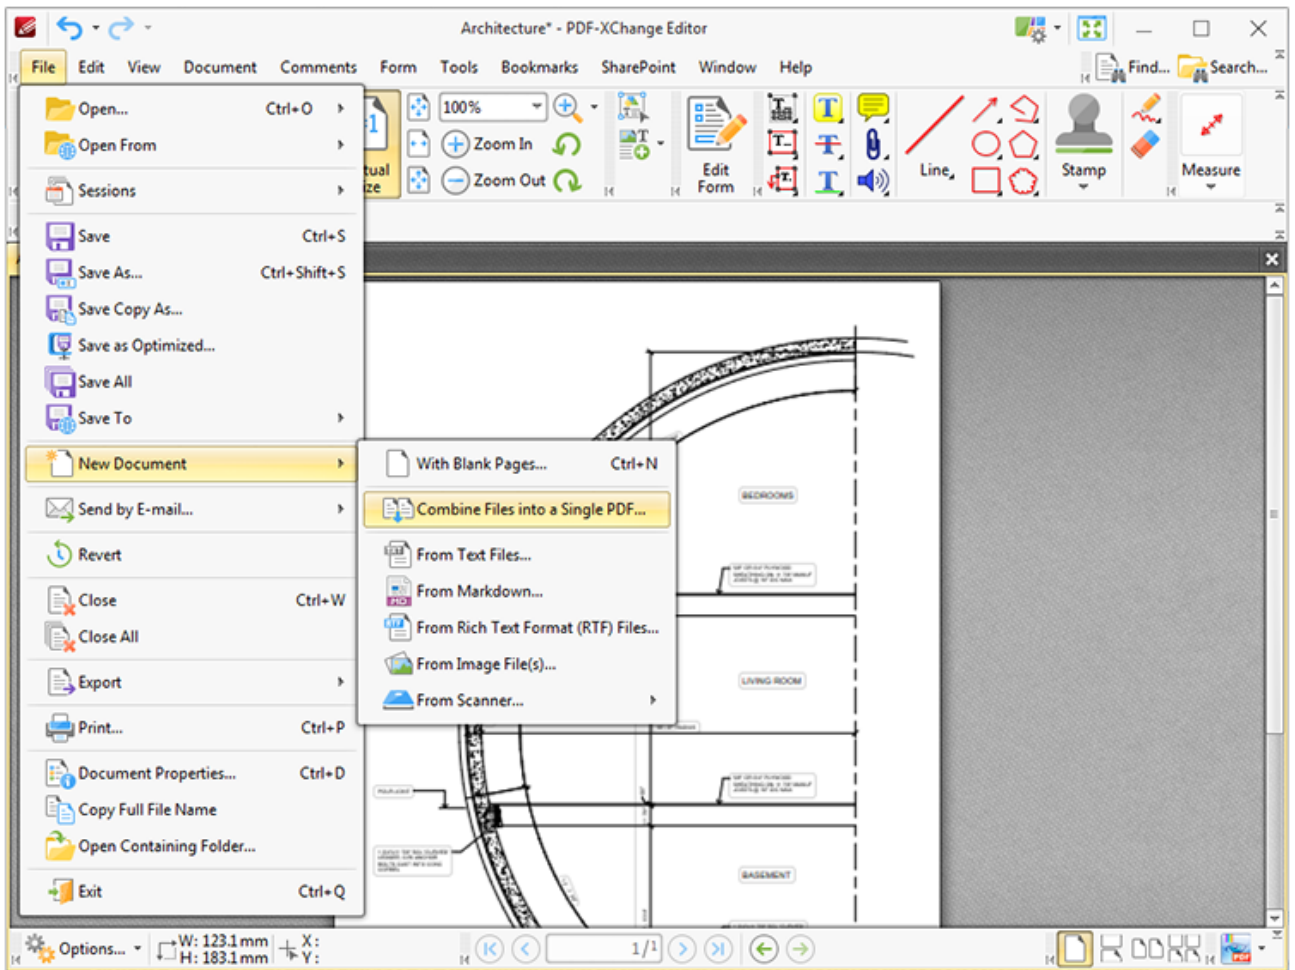 Architecture* - PDF-XChange Editor
File Edit View Document Comments Form Tools Bookmarks SharePoint Window Help
Find... Search...
Open... Ctrl+O
Open From
Sessions
Save Ctrl+S
Save As... Ctrl+Shift+S
Save Copy As...
Save as Optimized...
Save All
Save To
New Document
Send by E-mail...
Revert
Close Ctrl+W
Close All
Export
Print... Ctrl+P
Document Properties... Ctrl+D
Copy Full File Name
Open Containing Folder...
Exit Ctrl+Q
100%
Zoom In
Zoom Out
Edit
Form
Line
Stamp
Measure
With Blank Pages... Ctrl+N
Combine Files into a Single PDF...
From Text Files...
From Markdown...
From Rich Text Format (RTF) Files...
From Image File(s)...
From Scanner...
BEDROOMS
LIVING ROOM
BASEMENT
Options...
W: 123.1 mm
H: 183.1 mm
X:
Y:
1/1